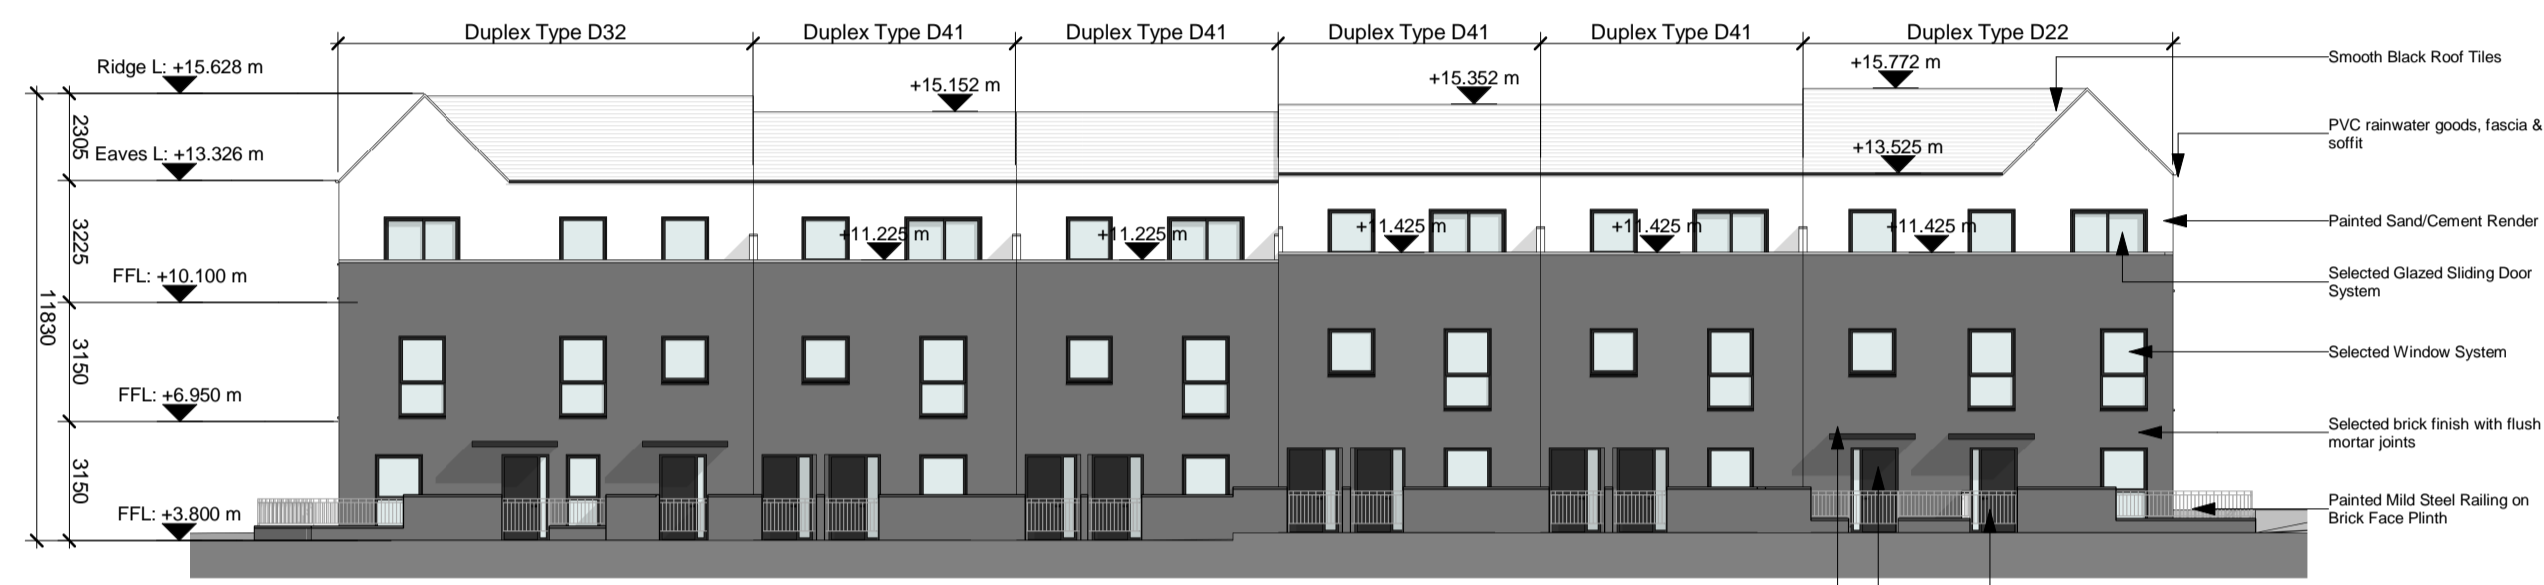 Duplex Type D32
Duplex Type D41
Duplex Type D41
Duplex Type D41
Duplex Type D41
Duplex Type D22
Ridge L: +15.628 m
+15.152 m
+15.352 m
+15.772 m
Smooth Black Roof Tiles
2305
Eaves L: +13.326 m
+13.525 m
PVC rainwater goods, fascia &
soffit
3225
+11.225 m
+11.225 m
+11.425 m
+11.425 m
+11.425 m
Painted Sand/Cement Render
FFL: +10.100 m
Selected Glazed Sliding Door
System
11830
3150
Selected Window System
FFL: +6.950 m
Selected brick finish with flush
mortar joints
3150
FFL: +3.800 m
Painted Mild Steel Railing on
Brick Face Plinth